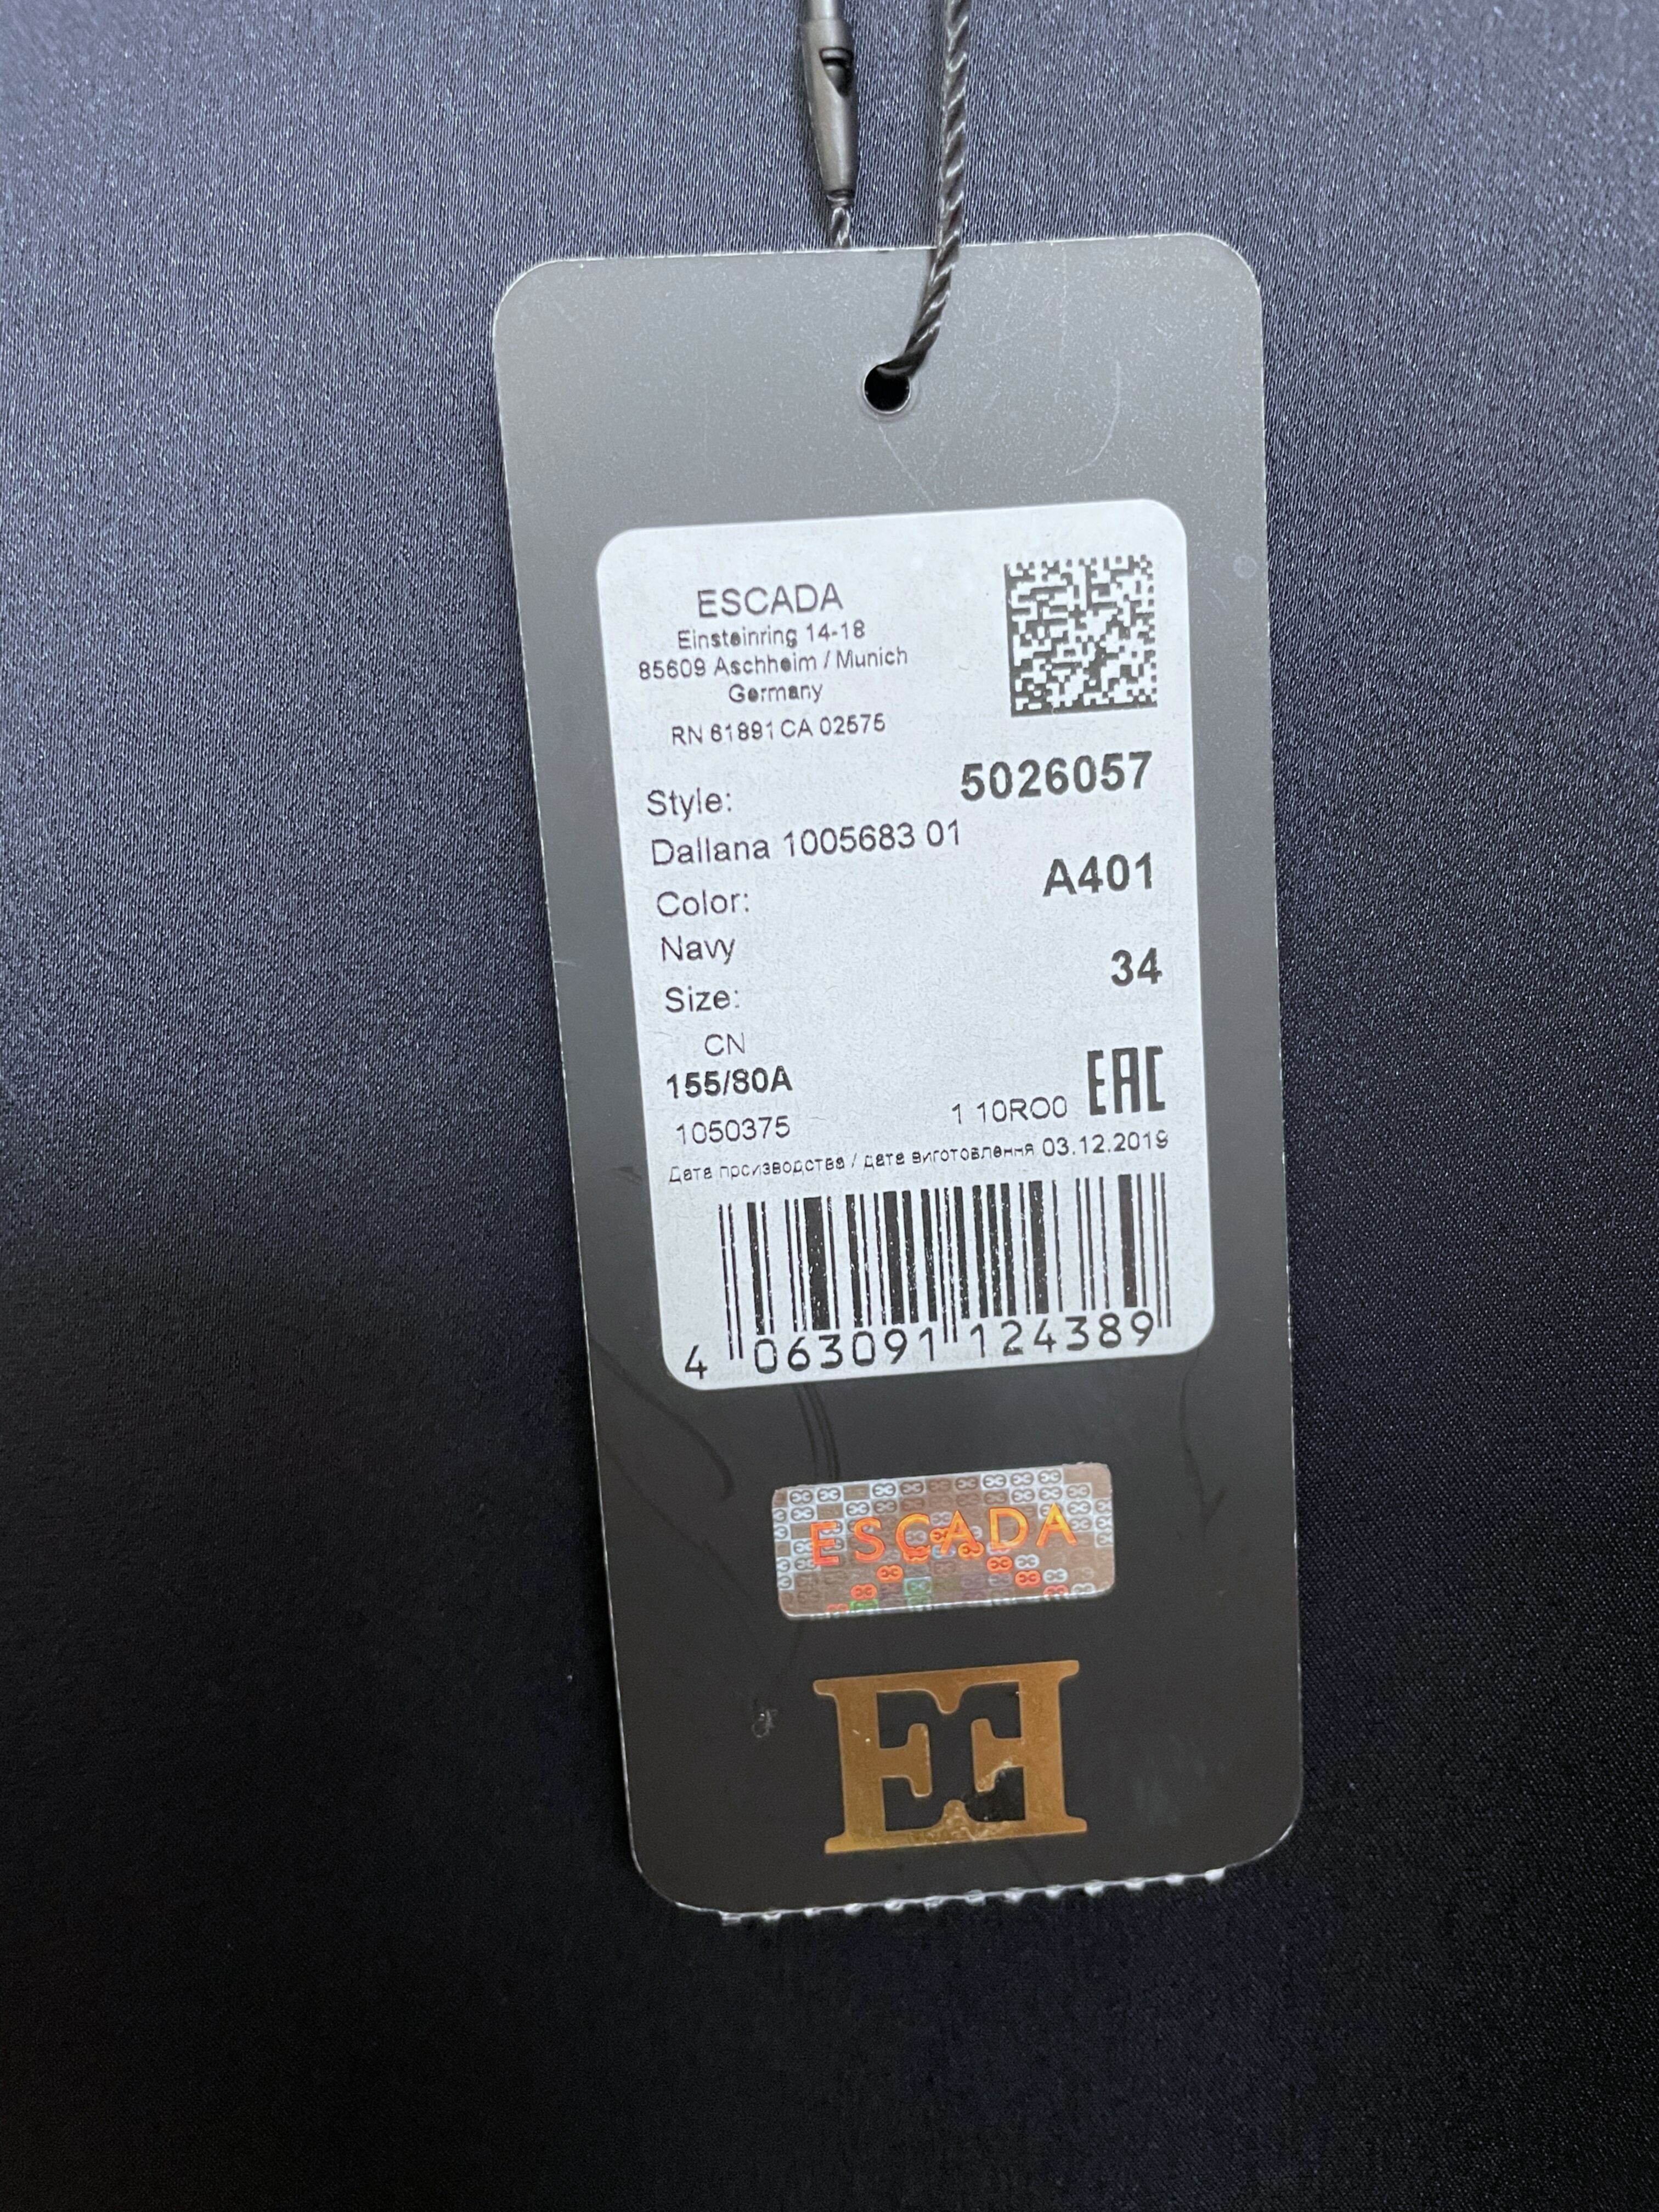 ESCADA
Einsteinring 14-18
85609 Aschheim / Munich
Germany
RN 61891 CA 02575
Style: 5026057
Dallana 1005683 01
Color: A401
Navy
Size: 34
CN
155/80A
1050375 1 10RO0 EAC
Дата производства / дата виготовлення 03.12.2019
4 063091 124389
ESCADA